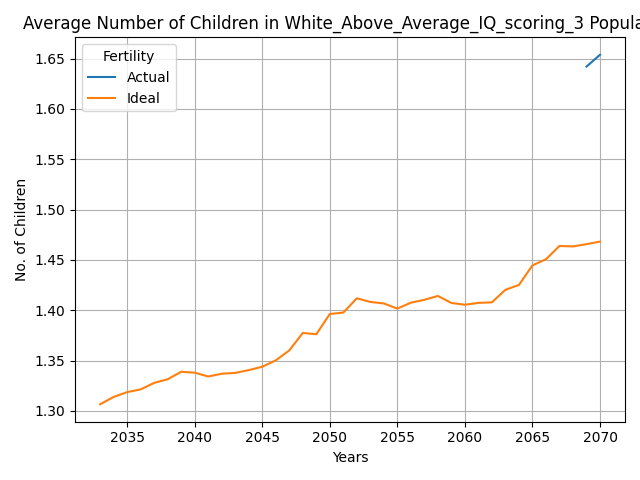 Average Number of Children in White_Above_Average_IQ_scoring_3 Popula
Fertility
Actual
Ideal
1.65
1.60
1.55
1.50
1.45
1.40
1.35
1.30
No. of Children
2035 2040 2045 2050 2055 2060 2065 2070
Years